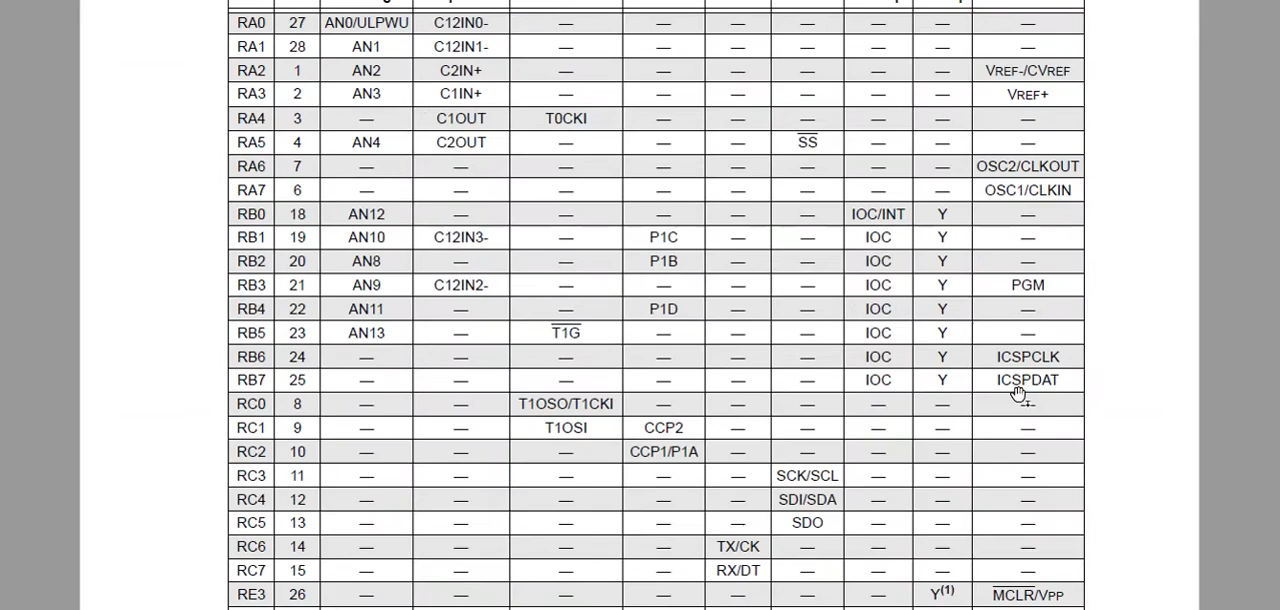 RA0 27 AN0/ULPWU C12IN0- — — — — — — —
RA1 28 AN1 C12IN1- — — — — — — —
RA2 1 AN2 C2IN+ — — — — — — VREF-/CVREF
RA3 2 AN3 C1IN+ — — — — — — VREF+
RA4 3 — C1OUT T0CKI — — — — — —
RA5 4 AN4 C2OUT — — — SS — — —
RA6 7 — — — — — — — — OSC2/CLKOUT
RA7 6 — — — — — — — — OSC1/CLKIN
RB0 18 AN12 — — — — — IOC/INT Y —
RB1 19 AN10 C12IN3- — P1C — — IOC Y —
RB2 20 AN8 — — P1B — — IOC Y —
RB3 21 AN9 C12IN2- — — — — IOC Y PGM
RB4 22 AN11 — — P1D — — IOC Y —
RB5 23 AN13 — T1G — — — IOC Y —
RB6 24 — — — — — — IOC Y ICSPCLK
RB7 25 — — — — — — IOC Y ICSPDAT
RC0 8 — — T1OSO/T1CKI — — — — — —
RC1 9 — — T1OSI CCP2 — — — — —
RC2 10 — — — CCP1/P1A — — — — —
RC3 11 — — — — — SCK/SCL — — —
RC4 12 — — — — — SDI/SDA — — —
RC5 13 — — — — — SDO — — —
RC6 14 — — — — TX/CK — — — —
RC7 15 — — — — RX/DT — — — —
RE3 26 — — — — — — — Y(1) MCLR/VPP